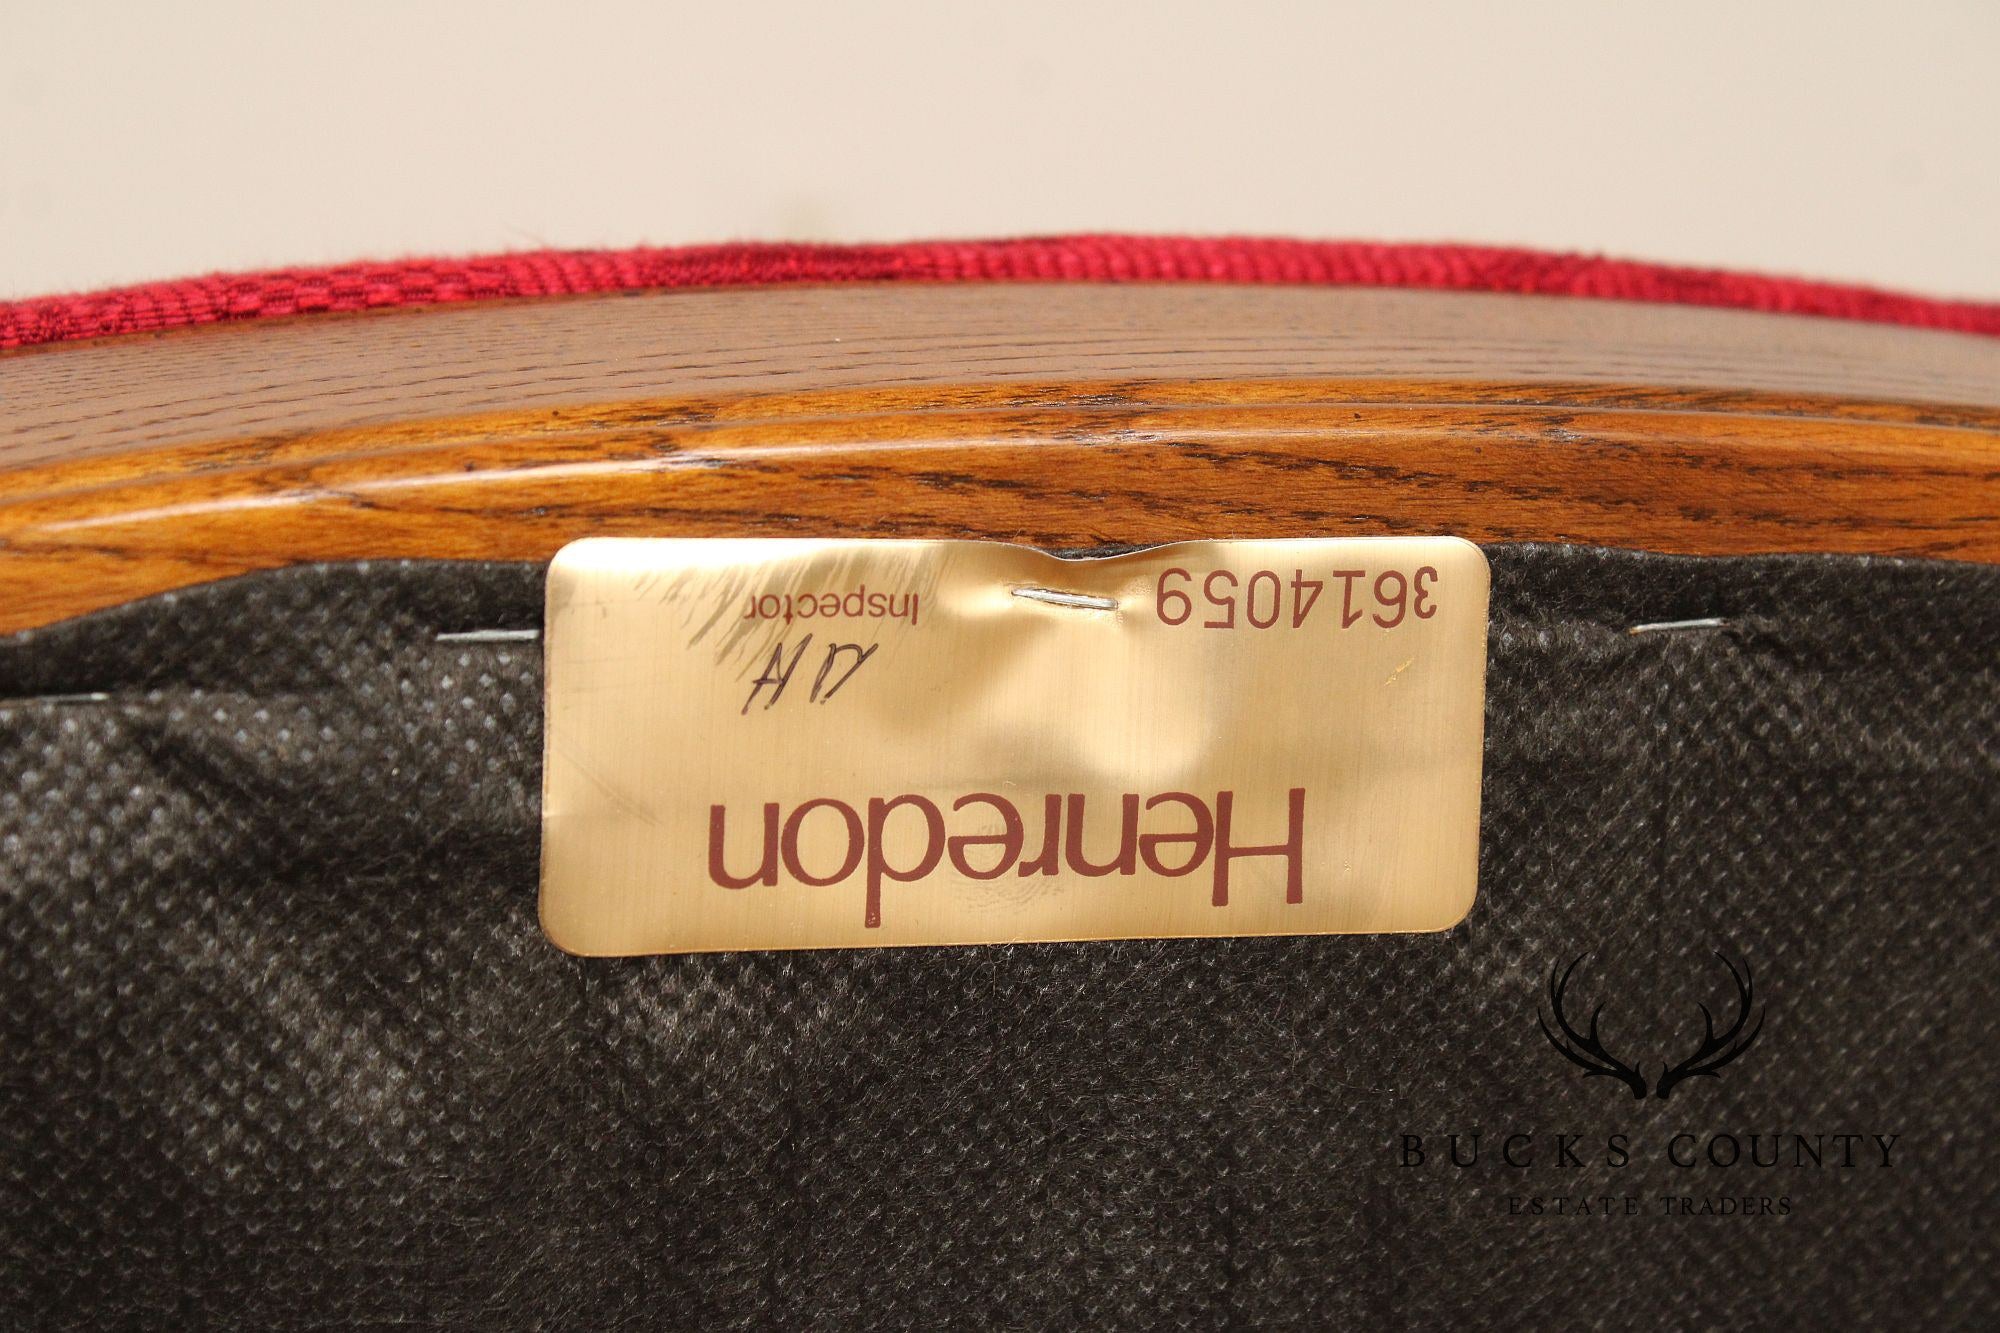 Henredon
3614059 Inspector
BUCKS COUNTY
ESTATE TRADERS